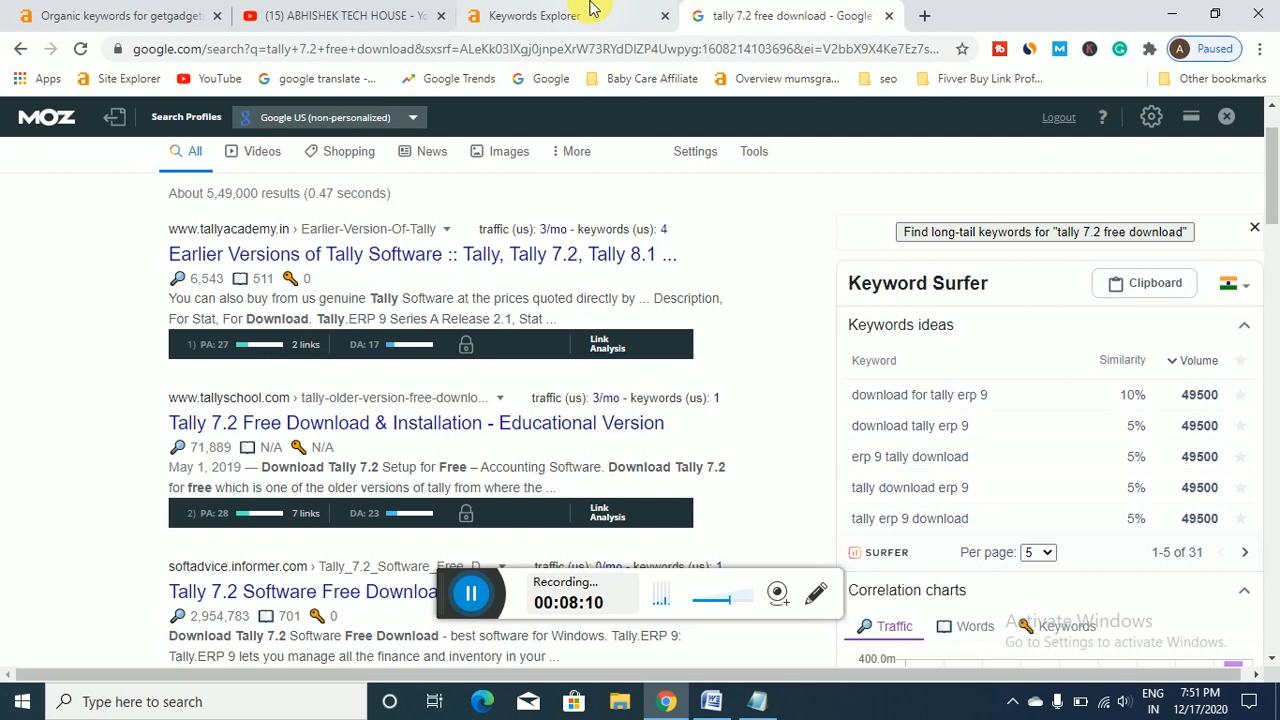 Organic keywords for getgadgets
(15) ABHISHEK TECH HOUSE - Yo
Keywords Explorer
tally 7.2 free download - Google
google.com/search?q=tally+7.2+free+download&sxsrf=ALeKk03IXgj0jnpeXrW73RYdDIZP4Uwpyg:1608214103696&ei=V2bbX9X4Ke7Ez7s...
Paused
Apps
Site Explorer
YouTube
google translate -...
Google Trends
Google
Baby Care Affiliate
Overview mumsgra...
seo
Fivver Buy Link Prof...
Other bookmarks
MOZ
Search Profiles
Google US (non-personalized)
Logout
?
All
Videos
Shopping
News
Images
More
Settings
Tools
About 5,49,000 results (0.47 seconds)
www.tallyacademy.in › Earlier-Version-Of-Tally
traffic (us): 3/mo - keywords (us): 4
Earlier Versions of Tally Software :: Tally, Tally 7.2, Tally 8.1 ...
6,543 511 0
You can also buy from us genuine Tally Software at the prices quoted directly by ... Description,
For Stat, For Download. Tally.ERP 9 Series A Release 2.1, Stat ...
1) PA: 27 2 links DA: 17 Link Analysis
www.tallyschool.com › tally-older-version-free-downlo...
traffic (us): 3/mo - keywords (us): 1
Tally 7.2 Free Download & Installation - Educational Version
71,889 N/A N/A
May 1, 2019 — Download Tally 7.2 Setup for Free – Accounting Software. Download Tally 7.2
for free which is one of the older versions of tally from where the ...
2) PA: 28 7 links DA: 23 Link Analysis
softadvice.informer.com › Tally_7.2_Software_Free_D...
traffic (us): 0/mo - keywords (us): 1
Tally 7.2 Software Free Downloa
2,954,783 701 0
Download Tally 7.2 Software Free Download - best software for Windows. Tally.ERP 9:
Tally.ERP 9 lets you manage all the finance and inventory in your ...
Find long-tail keywords for "tally 7.2 free download"
Keyword Surfer
Clipboard
Keywords ideas
Keyword Similarity Volume
download for tally erp 9 10% 49500
download tally erp 9 5% 49500
erp 9 tally download 5% 49500
tally download erp 9 5% 49500
tally erp 9 download 5% 49500
SURFER Per page: 5 1-5 of 31
Correlation charts
Traffic
Words
Keywords
400.0m
Recording...
00:08:10
Activate Windows
Go to Settings to activate Windows.
Type here to search
ENG
IN
7:51 PM
12/17/2020